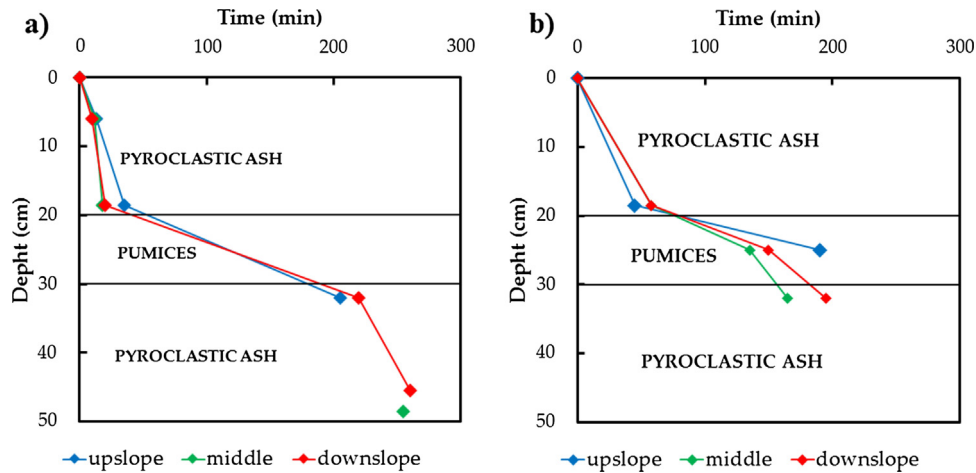 a)
Time (min)
0 100 200 300
Depht (cm)
0
10
20
30
40
50
PYROCLASTIC ASH
PUMICES
PYROCLASTIC ASH
upslope middle downslope
b)
Time (min)
0 100 200 300
Depht (cm)
0
10
20
30
40
50
PYROCLASTIC ASH
PUMICES
PYROCLASTIC ASH
upslope middle downslope